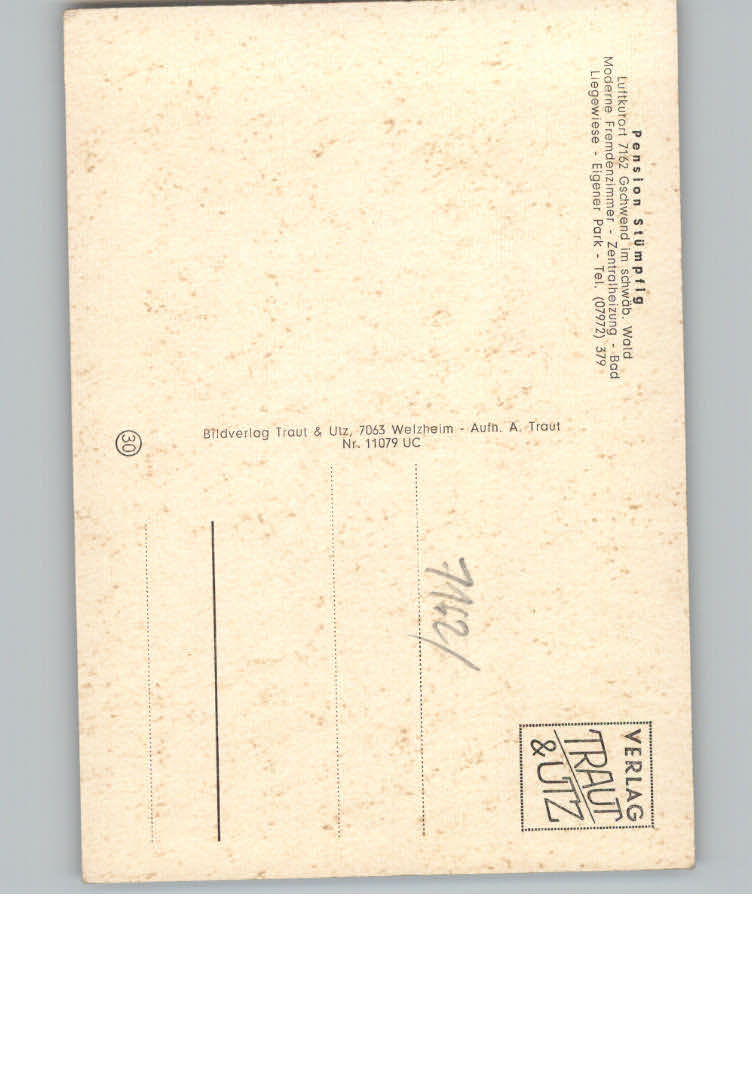 Pension Stümpfig
Luftkurort 7162 Gschwend im schwäb. Wald
Moderne Fremdenzimmer - Zentralheizung - Bad
Liegewiese - Eigener Park - Tel. (07972) 379
Bildverlag Traut & Utz, 7063 Welzheim - Aufn. A. Traut
Nr. 11079 UC
30
VERLAG
TRAUT
& UTZ
7142/